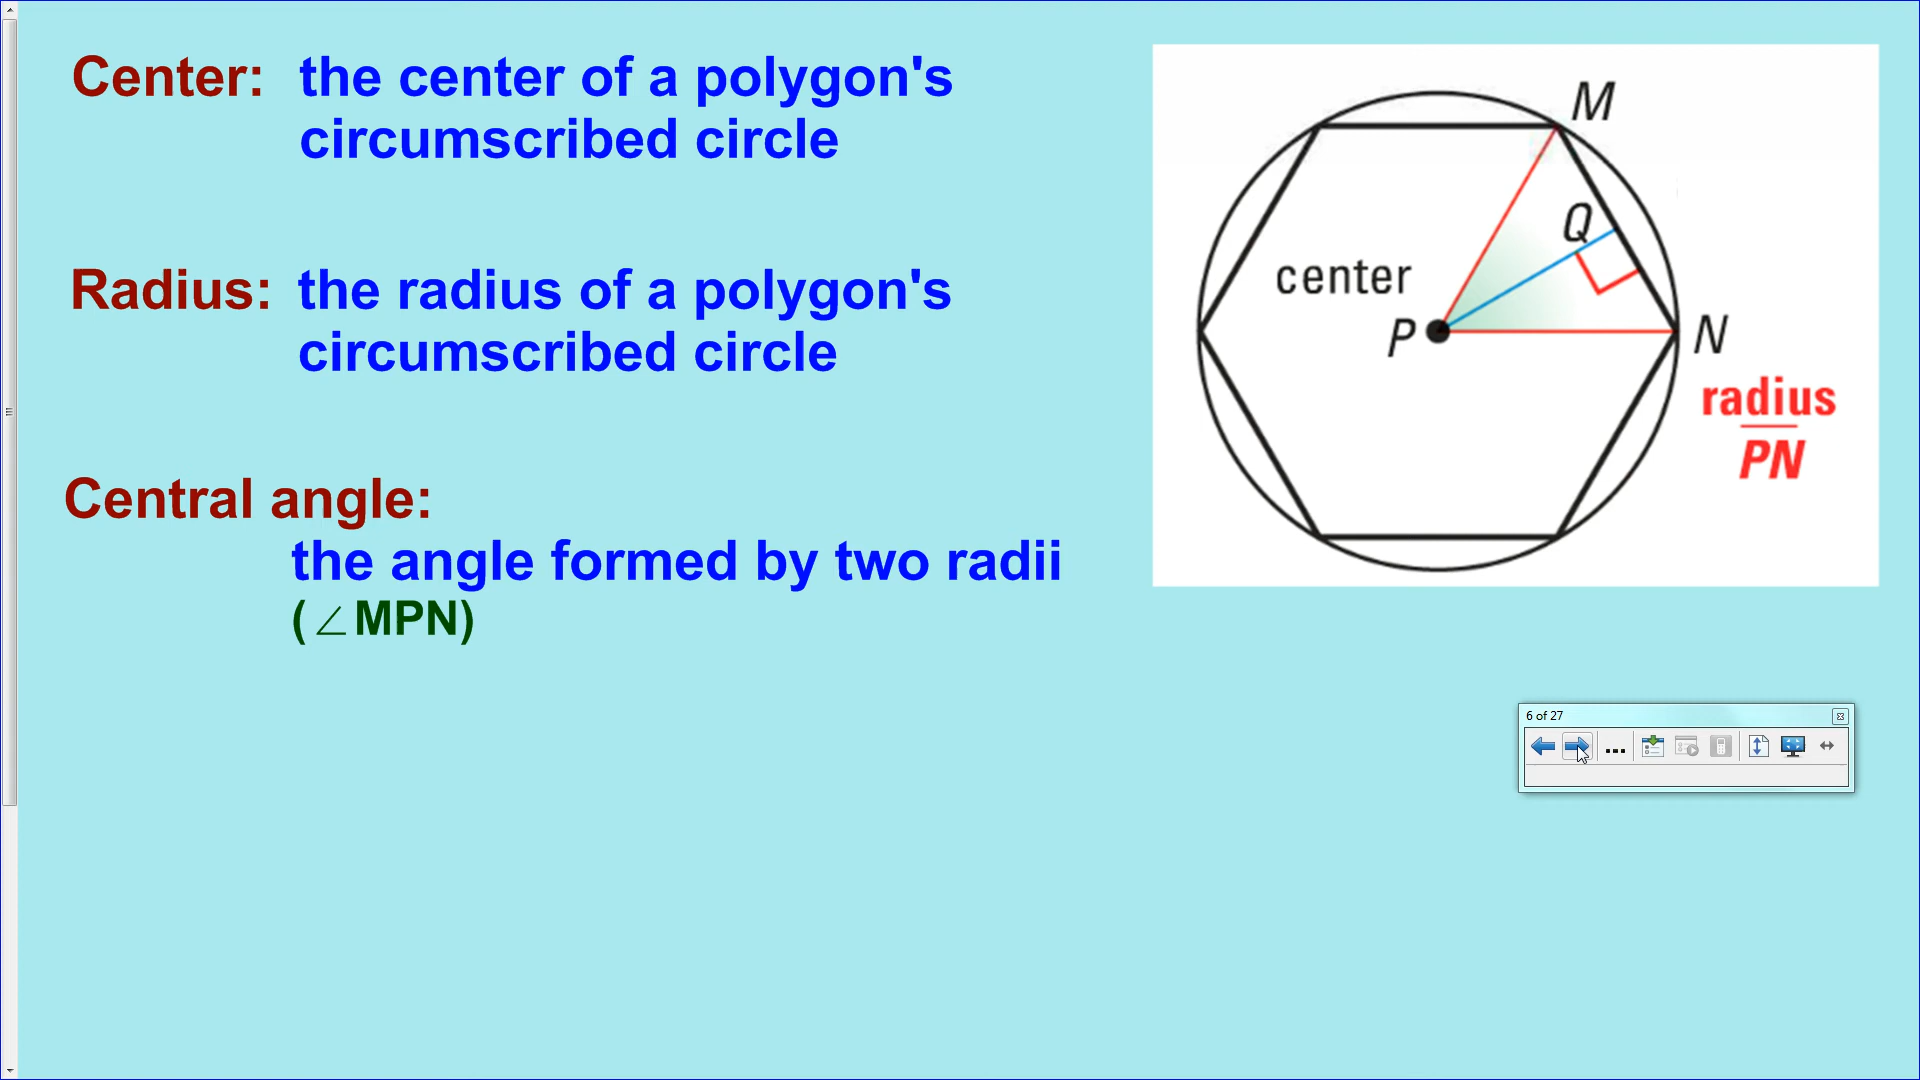 Center: the center of a polygon's
circumscribed circle
Radius: the radius of a polygon's
circumscribed circle
Central angle:
the angle formed by two radii
(∠MPN)
M
Q
center
P
N
radius
PN
6 of 27